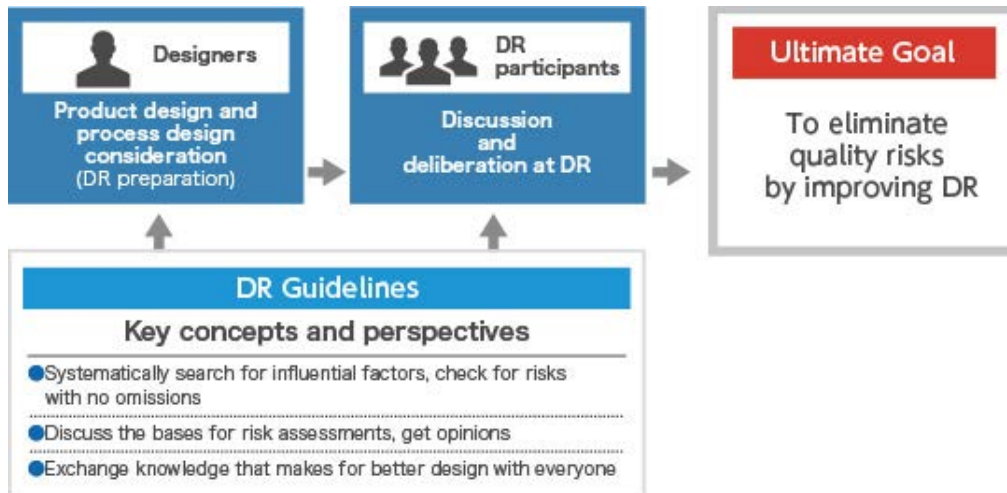 Designers
Product design and
process design
consideration
(DR preparation)
DR
participants
Discussion
and
deliberation at DR
Ultimate Goal
To eliminate
quality risks
by improving DR
DR Guidelines
Key concepts and perspectives
●Systematically search for influential factors, check for risks
with no omissions
●Discuss the bases for risk assessments, get opinions
●Exchange knowledge that makes for better design with everyone